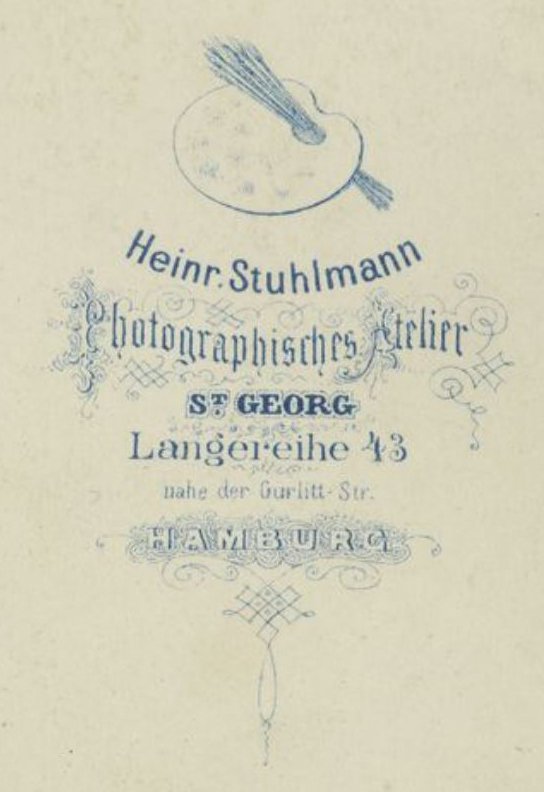 Heinr. Stuhlmann
Photographisches Atelier
ST GEORG
Langereihe 43
nahe der Gurlitt-Str.
HAMBURG